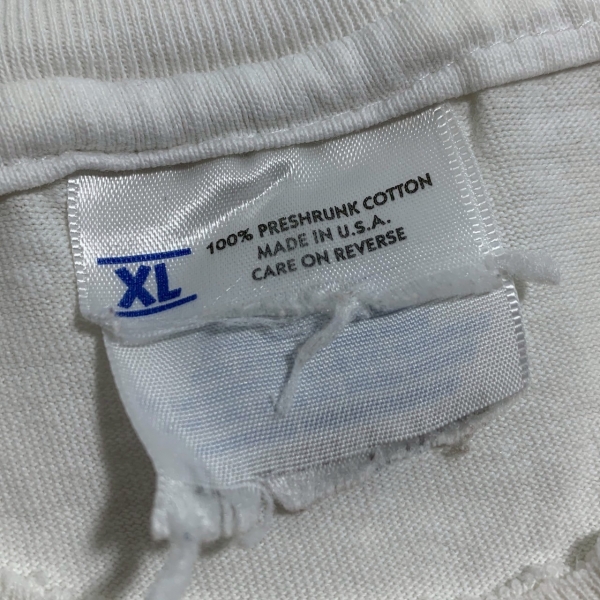 XL
100% PRESHRUNK COTTON
MADE IN U.S.A.
CARE ON REVERSE